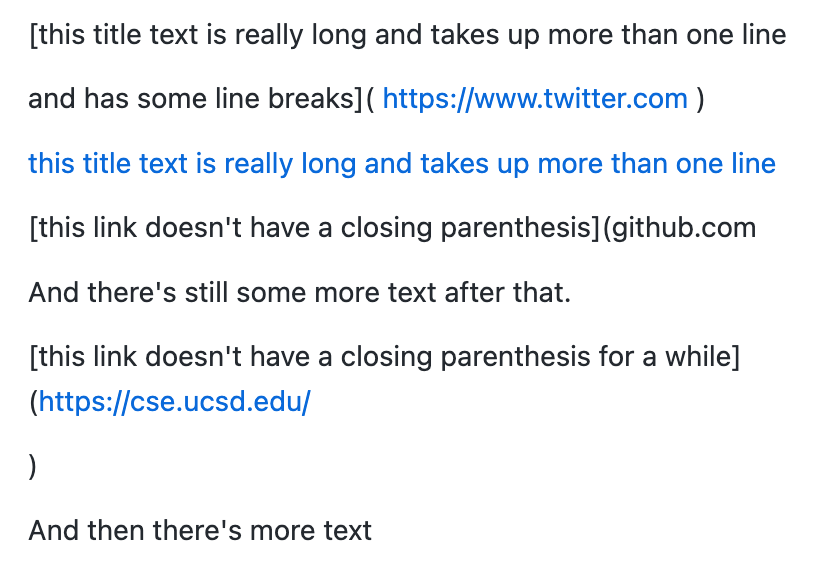 [this title text is really long and takes up more than one line
and has some line breaks]( https://www.twitter.com )
this title text is really long and takes up more than one line
[this link doesn't have a closing parenthesis](github.com
And there's still some more text after that.
[this link doesn't have a closing parenthesis for a while]
(https://cse.ucsd.edu/
)
And then there's more text